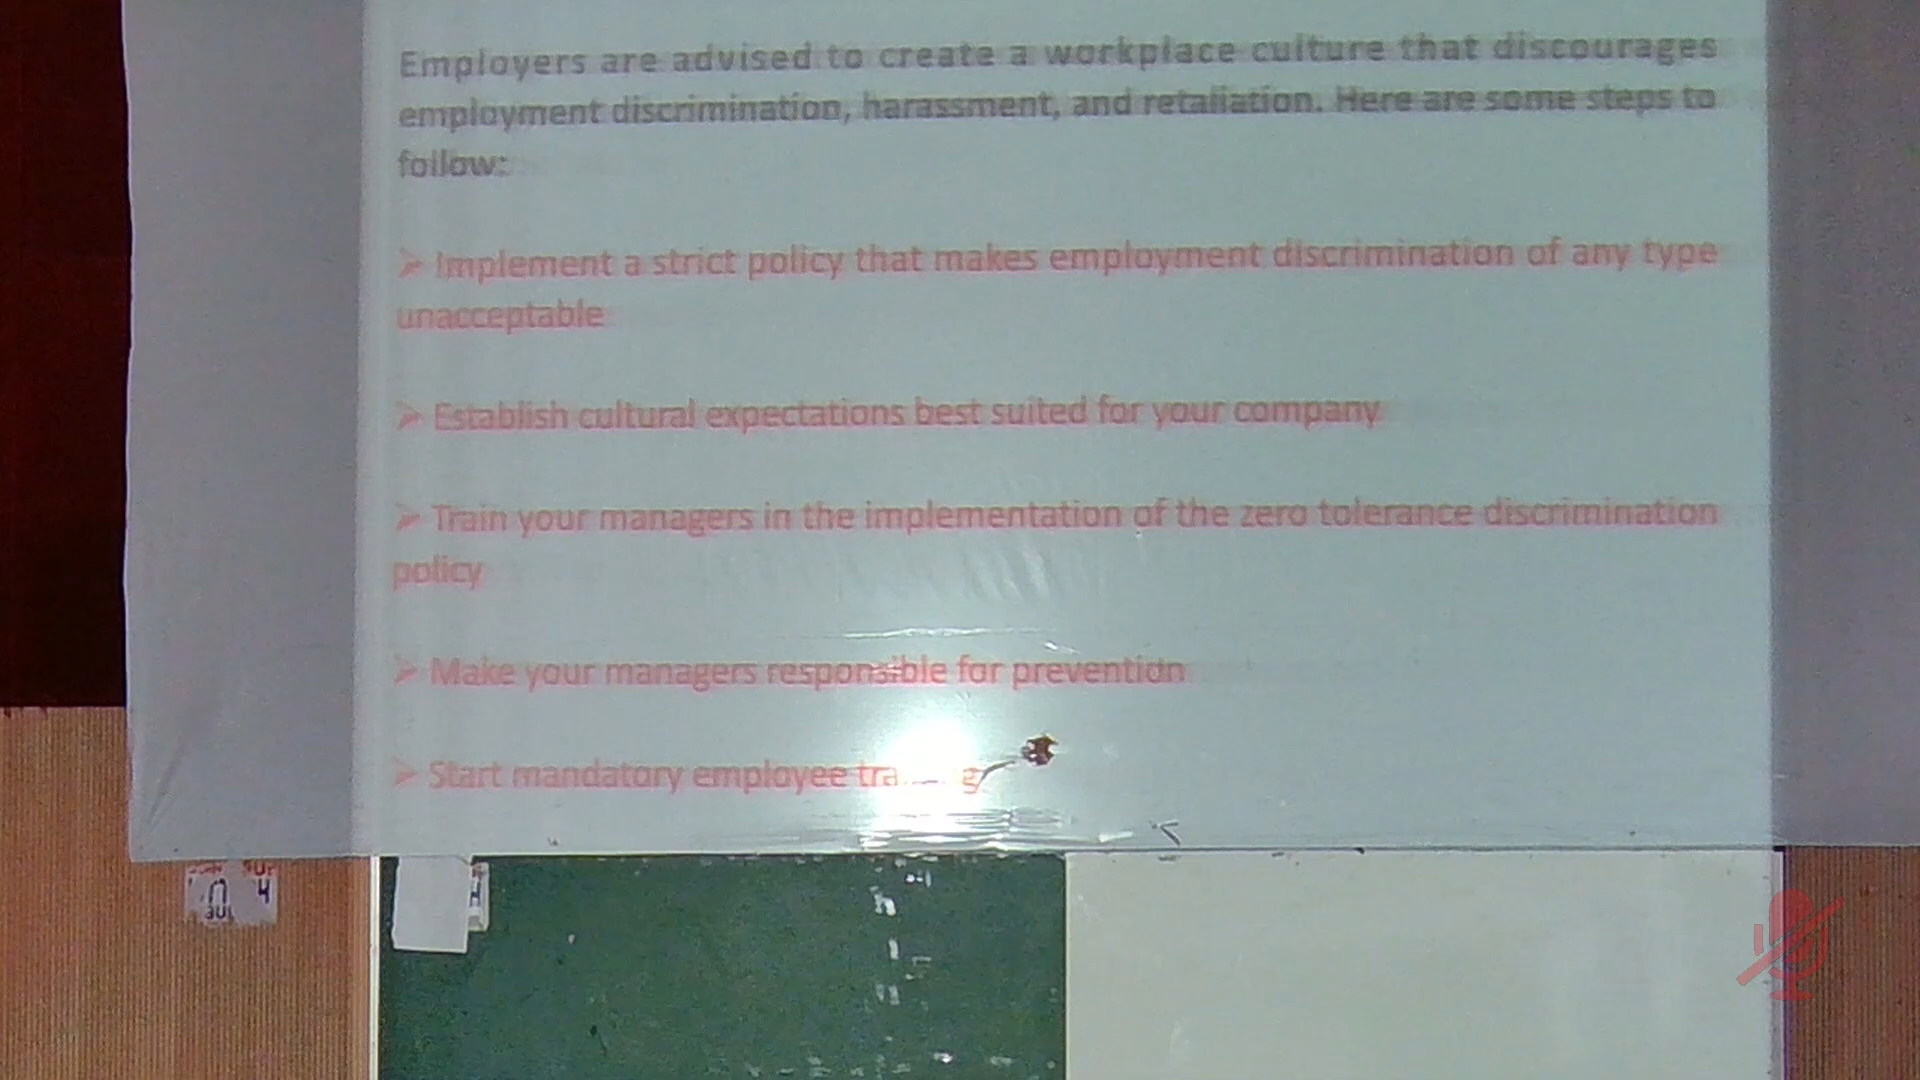 Employers are advised to create a workplace culture that discourages
employment discrimination, harassment, and retaliation. Here are some steps to
follow:
➢ Implement a strict policy that makes employment discrimination of any type
unacceptable
➢ Establish cultural expectations best suited for your company
➢ Train your managers in the implementation of the zero tolerance discrimination
policy
➢ Make your managers responsible for prevention
➢ Start mandatory employee